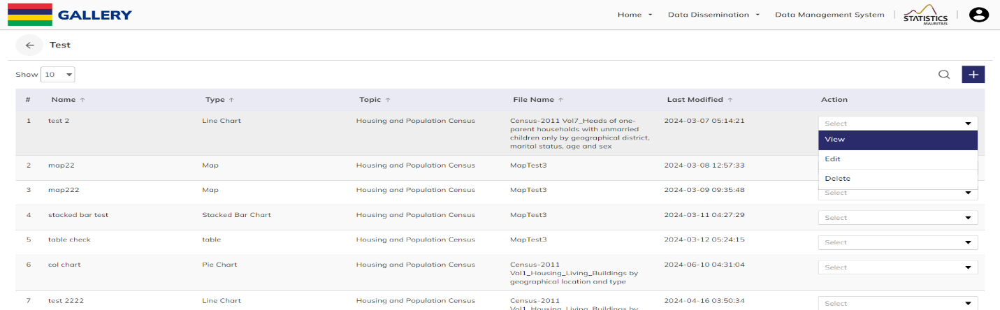 GALLERY Home Data Dissemination Data Management System STATISTICS MAURITIUS
Test
Show 10
# Name Type Topic File Name Last Modified Action
1 test 2 Line Chart Housing and Population Census Census-2011 Vol7_Heads of one- 2024-03-07 05:14:21 Select
parent households with unmarried
children only by geographical district,
marital status, age and sex
View
Edit
Delete
2 map22 Map Housing and Population Census MapTest3 2024-03-08 12:57:33
3 map222 Map Housing and Population Census MapTest3 2024-03-09 09:35:48 Select
4 stacked bar test Stacked Bar Chart Housing and Population Census MapTest3 2024-03-11 04:27:29 Select
5 table check table Housing and Population Census MapTest3 2024-03-12 05:24:15 Select
6 col chart Pie Chart Housing and Population Census Census-2011 2024-06-10 04:31:04 Select
Vol1_Housing_Living_Buildings by
geographical location and type
7 test 2222 Line Chart Housing and Population Census Census-2011 2024-04-16 03:50:34 Select
Vol1_Housing_Living_Buildings by